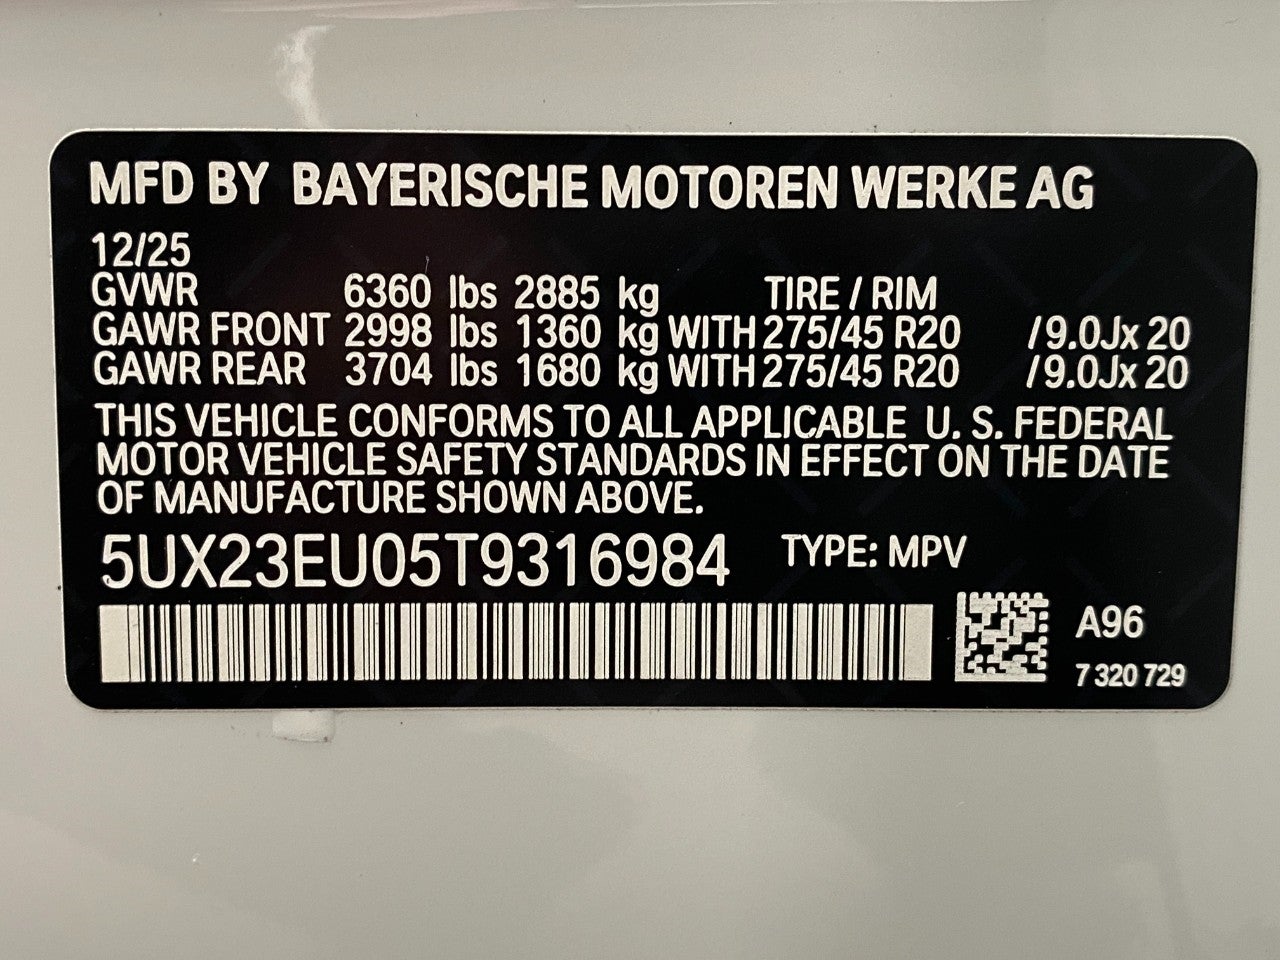 MFD BY BAYERISCHE MOTOREN WERKE AG
12/25
GVWR 6360 lbs 2885 kg TIRE / RIM
GAWR FRONT 2998 lbs 1360 kg WITH 275/45 R20 /9.0Jx 20
GAWR REAR 3704 lbs 1680 kg WITH 275/45 R20 /9.0Jx 20
THIS VEHICLE CONFORMS TO ALL APPLICABLE U. S. FEDERAL
MOTOR VEHICLE SAFETY STANDARDS IN EFFECT ON THE DATE
OF MANUFACTURE SHOWN ABOVE.
5UX23EU05T9316984 TYPE: MPV
A96
7 320 729